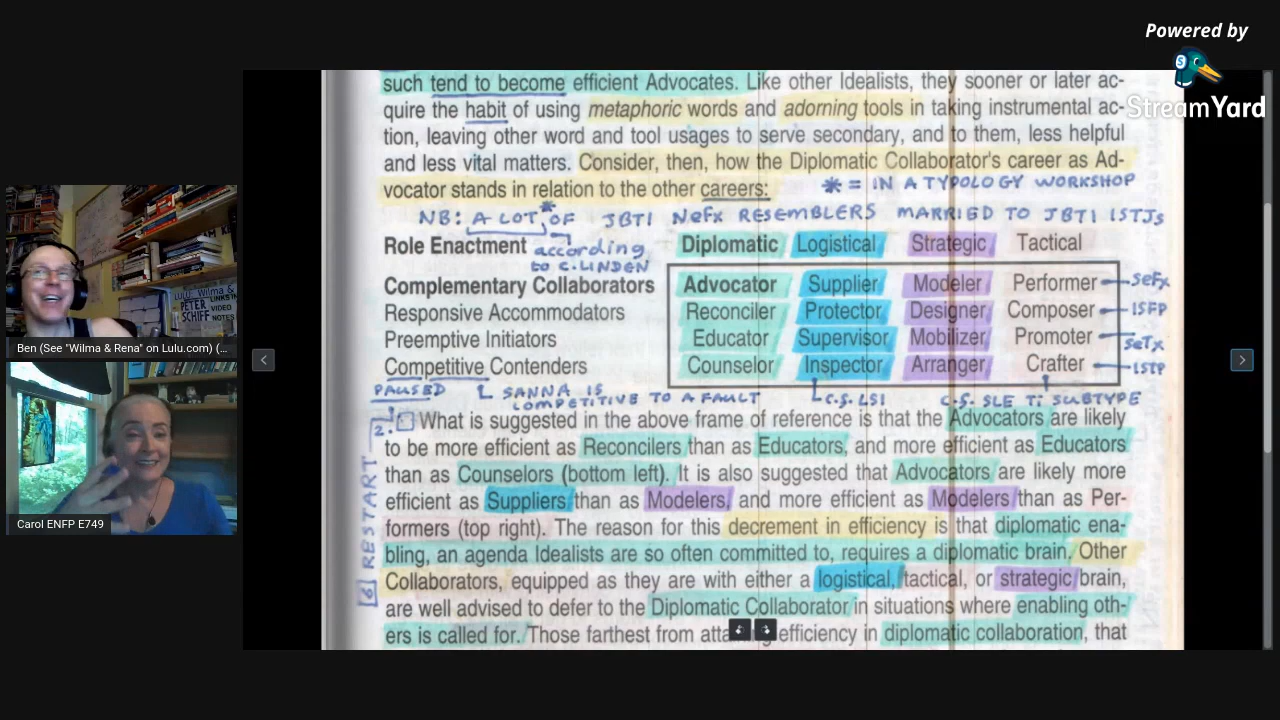 Powered by
StreamYard
such tend to become efficient Advocates. Like other Idealists, they sooner or later ac-
quire the habit of using metaphoric words and adorning tools in taking instrumental ac-
tion, leaving other word and tool usages to serve secondary, and to them, less helpful
and less vital matters. Consider, then, how the Diplomatic Collaborator's career as Ad-
vocator stands in relation to the other careers:
* = IN A TYPOLOGY WORKSHOP
NB: A LOT* OF JBTI NeFx RESEMBLERS MARRIED TO JBTI ISTJs
Role Enactment according to C.LINDEN Diplomatic Logistical Strategic Tactical
Complementary Collaborators Advocator Supplier Modeler Performer SeFx
Responsive Accommodators Reconciler Protector Designer Composer ISFP
Preemptive Initiators Educator Supervisor Mobilizer Promoter SeTx
Competitive Contenders Counselor Inspector Arranger Crafter ISTP
PAUSED SANNA IS COMPETITIVE TO A FAULT C.S. LSI C.S. SLE Ti SUBTYPE
2. What is suggested in the above frame of reference is that the Advocators are likely
to be more efficient as Reconcilers than as Educators, and more efficient as Educators
than as Counselors (bottom left). It is also suggested that Advocators are likely more
efficient as Suppliers than as Modelers, and more efficient as Modelers than as Per-
formers (top right). The reason for this decrement in efficiency is that diplomatic ena-
bling, an agenda Idealists are so often committed to, requires a diplomatic brain. Other
Collaborators, equipped as they are with either a logistical, tactical, or strategic brain,
are well advised to defer to the Diplomatic Collaborator in situations where enabling oth-
ers is called for. Those farthest from efficiency in diplomatic collaboration, that
6 RESTART
LULU: Wilma &
PETER
SCHIFF
LINKS
VIDEO
NOTES
Ben (See "Wilma & Rena" on Lulu.com) (...
Carol ENFP E749